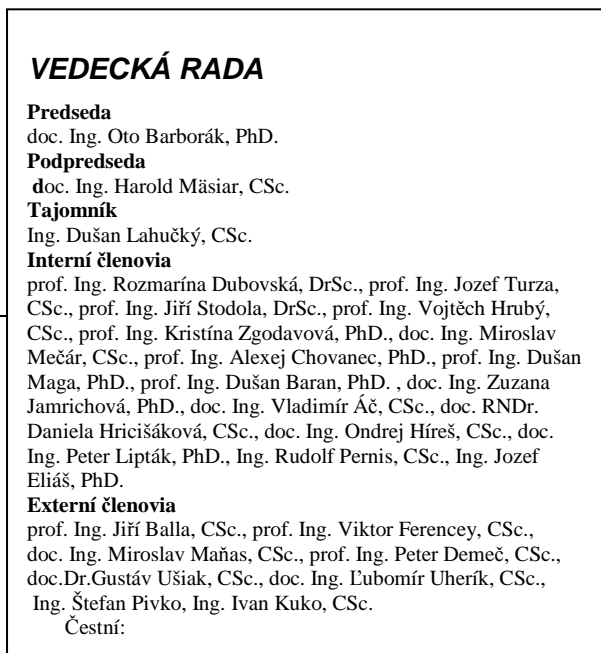 VEDECKÁ RADA
Predseda
doc. Ing. Oto Barborák, PhD.
Podpredseda
doc. Ing. Harold Mäsiar, CSc.
Tajomník
Ing. Dušan Lahučký, CSc.
Interní členovia
prof. Ing. Rozmarína Dubovská, DrSc., prof. Ing. Jozef Turza,
CSc., prof. Ing. Jiří Stodola, DrSc., prof. Ing. Vojtěch Hrubý,
CSc., prof. Ing. Kristína Zgodavová, PhD., doc. Ing. Miroslav
Mečár, CSc., prof. Ing. Alexej Chovanec, PhD., prof. Ing. Dušan
Maga, PhD., prof. Ing. Dušan Baran, PhD. , doc. Ing. Zuzana
Jamrichová, PhD., doc. Ing. Vladimír Áč, CSc., doc. RNDr.
Daniela Hricišáková, CSc., doc. Ing. Ondrej Híreš, CSc., doc.
Ing. Peter Lipták, PhD., Ing. Rudolf Pernis, CSc., Ing. Jozef
Eliáš, PhD.
Externí členovia
prof. Ing. Jiří Balla, CSc., prof. Ing. Viktor Ferencey, CSc.,
doc. Ing. Miroslav Maňas, CSc., prof. Ing. Peter Demeč, CSc.,
doc.Dr.Gustáv Ušiak, CSc., doc. Ing. Ľubomír Uherík, CSc.,
Ing. Štefan Pivko, Ing. Ivan Kuko, CSc.
Čestní: